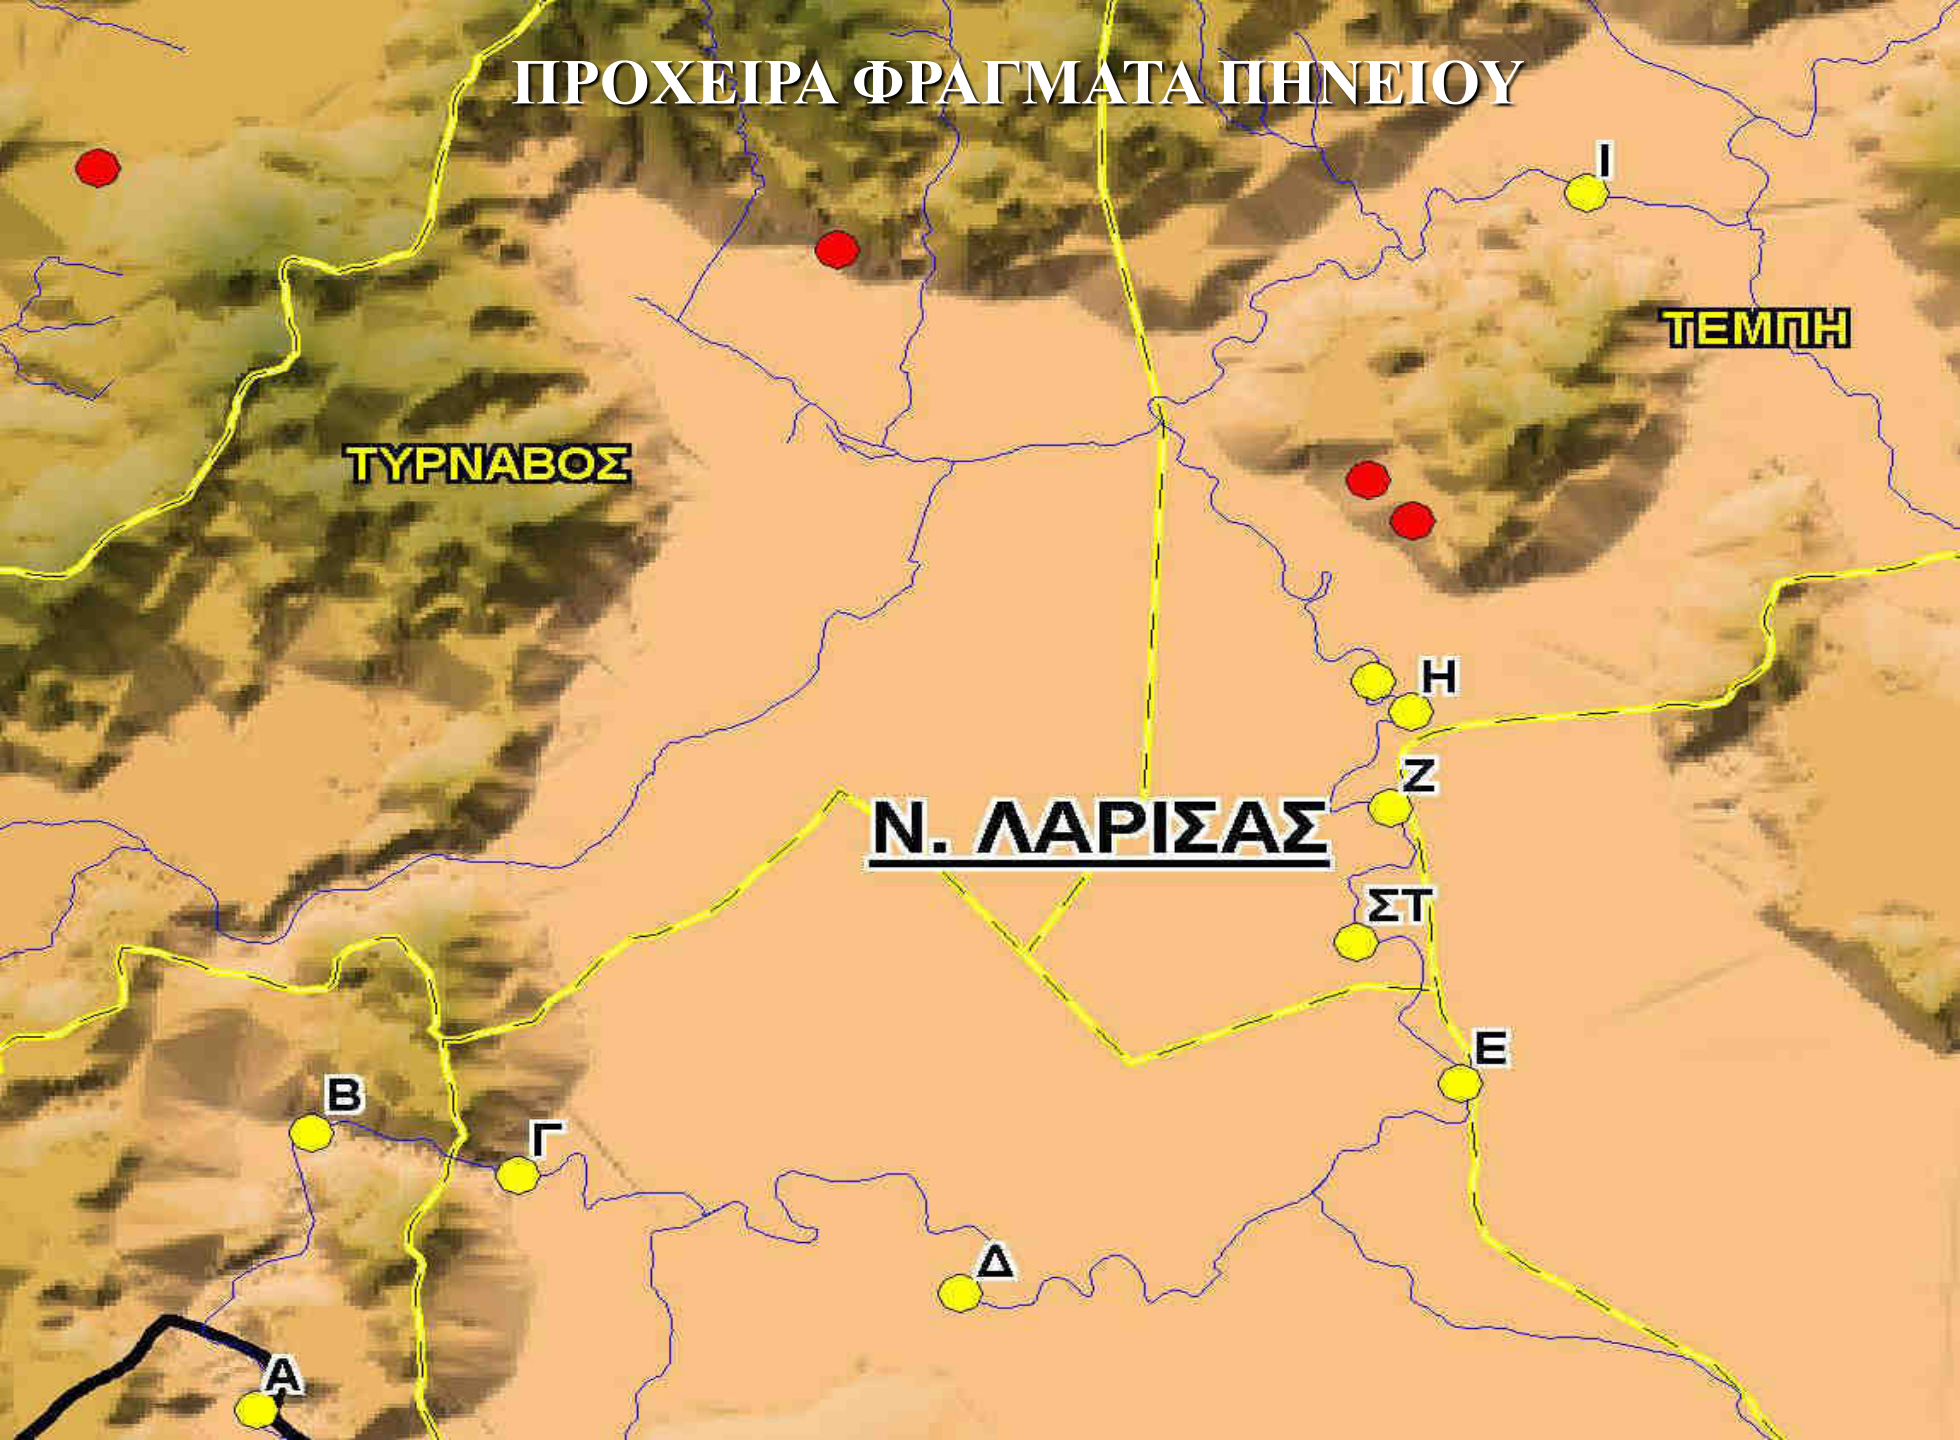 ΠΡΟΧΕΙΡΑ ΦΡΑΓΜΑΤΑ ΠΗΝΕΙΟΥ
Ι
ΤΕΜΠΗ
ΤΥΡΝΑΒΟΣ
Η
Ζ
Ν. ΛΑΡΙΣΑΣ
ΣΤ
Ε
Β
Γ
Δ
Α